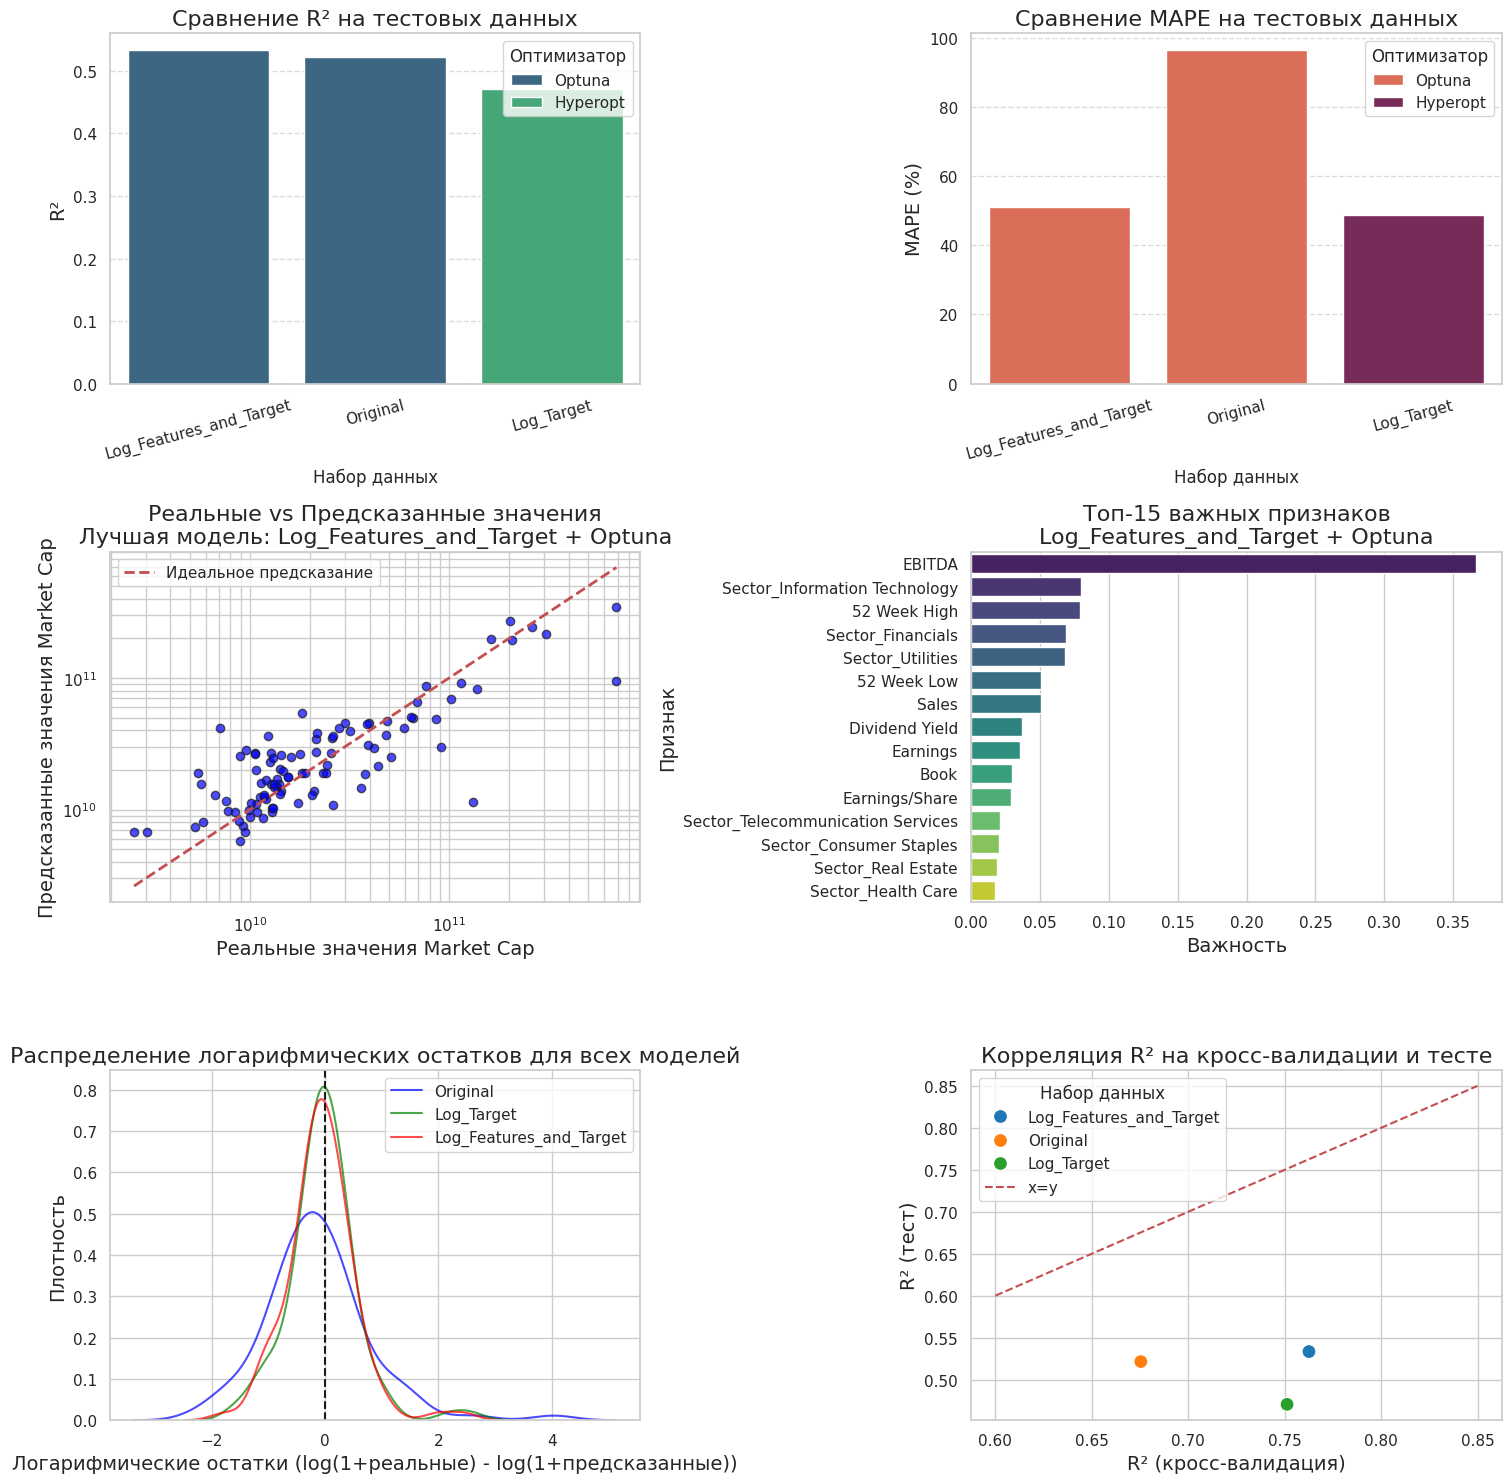 Сравнение R² на тестовых данных
R²
0.5
0.4
0.3
0.2
0.1
0.0
Оптимизатор
Optuna
Hyperopt
Log_Features_and_Target
Original
Log_Target
Набор данных
Сравнение MAPE на тестовых данных
MAPE (%)
100
80
60
40
20
0
Оптимизатор
Optuna
Hyperopt
Log_Features_and_Target
Original
Log_Target
Набор данных
Реальные vs Предсказанные значения
Лучшая модель: Log_Features_and_Target + Optuna
Предсказанные значения Market Cap
10¹¹
10¹⁰
Идеальное предсказание
10¹⁰ 10¹¹
Реальные значения Market Cap
Топ-15 важных признаков
Log_Features_and_Target + Optuna
Признак
EBITDA
Sector_Information Technology
52 Week High
Sector_Financials
Sector_Utilities
52 Week Low
Sales
Dividend Yield
Earnings
Book
Earnings/Share
Sector_Telecommunication Services
Sector_Consumer Staples
Sector_Real Estate
Sector_Health Care
0.00 0.05 0.10 0.15 0.20 0.25 0.30 0.35
Важность
Распределение логарифмических остатков для всех моделей
Плотность
0.8
0.7
0.6
0.5
0.4
0.3
0.2
0.1
0.0
Original
Log_Target
Log_Features_and_Target
−2 0 2 4
Логарифмические остатки (log(1+реальные) - log(1+предсказанные))
Корреляция R² на кросс-валидации и тесте
R² (тест)
0.85
0.80
0.75
0.70
0.65
0.60
0.55
0.50
Набор данных
Log_Features_and_Target
Original
Log_Target
x=y
0.60 0.65 0.70 0.75 0.80 0.85
R² (кросс-валидация)